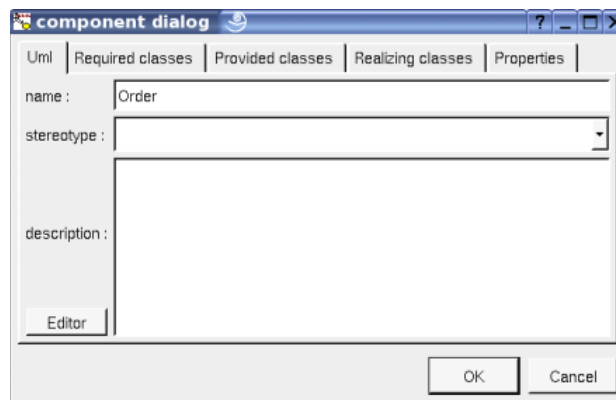 component dialog
?
Uml Required classes Provided classes Realizing classes Properties
name : Order
stereotype :
description :
Editor
OK Cancel